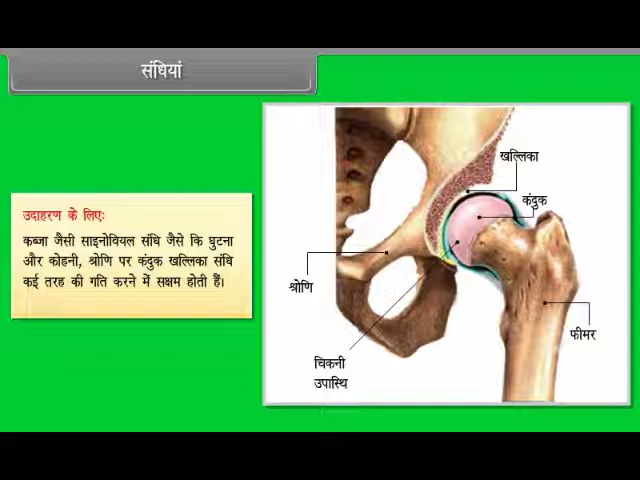 संधियां
उदाहरण के लिएः
कब्जा जैसी साइनोवियल संधि जैसे कि घुटना
और कोहनी, श्रोणि पर कंदुक खल्लिका संधि
कई तरह की गति करने में सक्षम होती हैं।
खल्लिका
कंदुक
श्रोणि
फीमर
चिकनी
उपास्थि